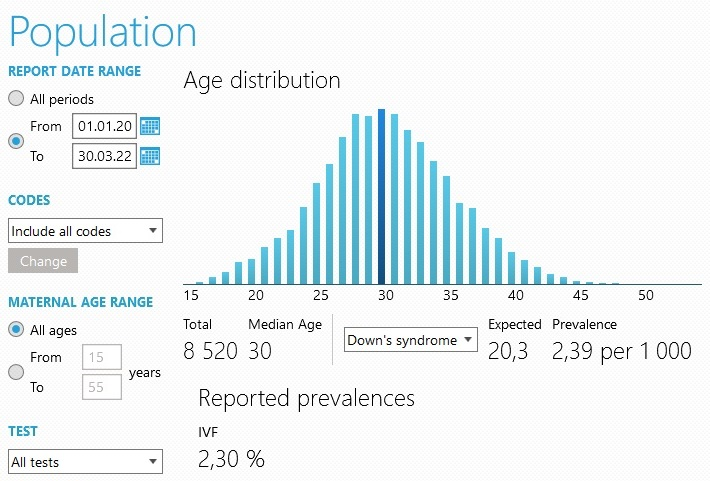 Population
REPORT DATE RANGE
All periods
From 01.01.20
To 30.03.22
CODES
Include all codes
Change
MATERNAL AGE RANGE
All ages
From 15
To 55
years
TEST
All tests
Age distribution
15 20 25 30 35 40 45 50
Total Median Age Expected Prevalence
8 520 30 Down's syndrome 20,3 2,39 per 1 000
Reported prevalences
IVF
2,30 %